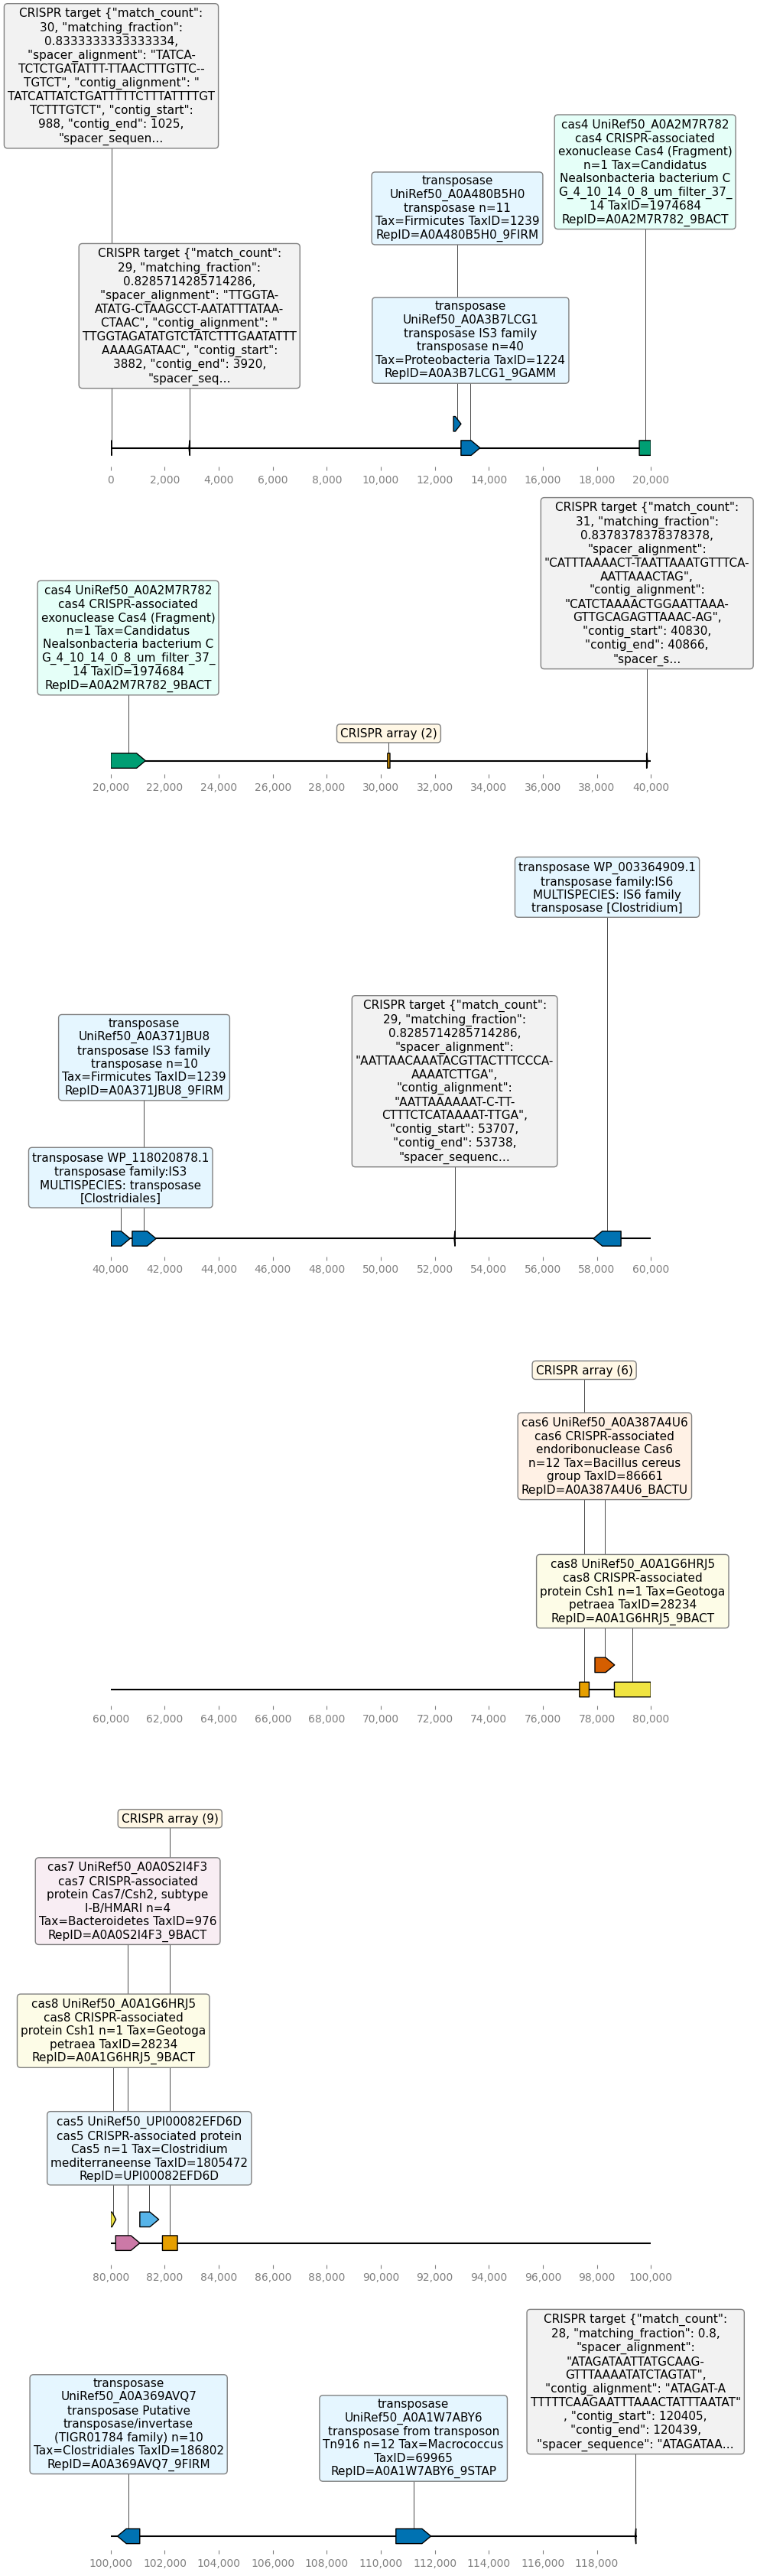 CRISPR target {"match_count":
30, "matching_fraction":
0.8333333333333334,
"spacer_alignment": "TATCA-
TCTCTGATATTT-TTAACTTTGTTC--
TGTCT", "contig_alignment": "
TATCATTATCTGATTTTTCTTTATTTTGT
TCTTTGTCT", "contig_start":
988, "contig_end": 1025,
"spacer_sequen...
cas4 UniRef50_A0A2M7R782
cas4 CRISPR-associated
exonuclease Cas4 (Fragment)
n=1 Tax=Candidatus
Nealsonbacteria bacterium C
G_4_10_14_0_8_um_filter_37_
14 TaxID=1974684
RepID=A0A2M7R782_9BACT
transposase
UniRef50_A0A480B5H0
transposase n=11
Tax=Firmicutes TaxID=1239
RepID=A0A480B5H0_9FIRM
CRISPR target {"match_count":
29, "matching_fraction":
0.8285714285714286,
"spacer_alignment": "TTGGTA-
ATATG-CTAAGCCT-AATATTTATAA-
CTAAC", "contig_alignment": "
TTGGTAGATATGTCTATCTTTGAATATTT
AAAAGATAAC", "contig_start":
3882, "contig_end": 3920,
"spacer_seq...
transposase
UniRef50_A0A3B7LCG1
transposase IS3 family
transposase n=40
Tax=Proteobacteria TaxID=1224
RepID=A0A3B7LCG1_9GAMM
0 2,000 4,000 6,000 8,000 10,000 12,000 14,000 16,000 18,000 20,000
CRISPR target {"match_count":
31, "matching_fraction":
0.8378378378378378,
"spacer_alignment":
"CATTTAAAACT-TAATTAAATGTTTCA-
AATTAAACTAG",
"contig_alignment":
"CATCTAAAACTGGAATTAAA-
GTTGCAGAGTTAAAC-AG",
"contig_start": 40830,
"contig_end": 40866,
"spacer_s...
cas4 UniRef50_A0A2M7R782
cas4 CRISPR-associated
exonuclease Cas4 (Fragment)
n=1 Tax=Candidatus
Nealsonbacteria bacterium C
G_4_10_14_0_8_um_filter_37_
14 TaxID=1974684
RepID=A0A2M7R782_9BACT
CRISPR array (2)
20,000 22,000 24,000 26,000 28,000 30,000 32,000 34,000 36,000 38,000 40,000
transposase WP_003364909.1
transposase family:IS6
MULTISPECIES: IS6 family
transposase [Clostridium]
CRISPR target {"match_count":
29, "matching_fraction":
0.8285714285714286,
"spacer_alignment":
"AATTAACAAATACGTTACTTTCCCA-
AAAATCTTGA",
"contig_alignment":
"AATTAAAAAAT-C-TT-
CTTTCTCATAAAAT-TTGA",
"contig_start": 53707,
"contig_end": 53738,
"spacer_sequenc...
transposase
UniRef50_A0A371JBU8
transposase IS3 family
transposase n=10
Tax=Firmicutes TaxID=1239
RepID=A0A371JBU8_9FIRM
transposase WP_118020878.1
transposase family:IS3
MULTISPECIES: transposase
[Clostridiales]
40,000 42,000 44,000 46,000 48,000 50,000 52,000 54,000 56,000 58,000 60,000
CRISPR array (6)
cas6 UniRef50_A0A387A4U6
cas6 CRISPR-associated
endoribonuclease Cas6
n=12 Tax=Bacillus cereus
group TaxID=86661
RepID=A0A387A4U6_BACTU
cas8 UniRef50_A0A1G6HRJ5
cas8 CRISPR-associated
protein Csh1 n=1 Tax=Geotoga
petraea TaxID=28234
RepID=A0A1G6HRJ5_9BACT
60,000 62,000 64,000 66,000 68,000 70,000 72,000 74,000 76,000 78,000 80,000
CRISPR array (9)
cas7 UniRef50_A0A0S2I4F3
cas7 CRISPR-associated
protein Cas7/Csh2, subtype
I-B/HMARI n=4
Tax=Bacteroidetes TaxID=976
RepID=A0A0S2I4F3_9BACT
cas8 UniRef50_A0A1G6HRJ5
cas8 CRISPR-associated
protein Csh1 n=1 Tax=Geotoga
petraea TaxID=28234
RepID=A0A1G6HRJ5_9BACT
cas5 UniRef50_UPI00082EFD6D
cas5 CRISPR-associated protein
Cas5 n=1 Tax=Clostridium
mediterraneense TaxID=1805472
RepID=UPI00082EFD6D
80,000 82,000 84,000 86,000 88,000 90,000 92,000 94,000 96,000 98,000 100,000
CRISPR target {"match_count":
28, "matching_fraction": 0.8,
"spacer_alignment":
"ATAGATAATTATGCAAG-
GTTTAAAATATCTAGTAT",
"contig_alignment": "ATAGAT-A
TTTTTCAAGAATTTAAACTATTTAATAT"
, "contig_start": 120405,
"contig_end": 120439,
"spacer_sequence": "ATAGATAA...
transposase
UniRef50_A0A369AVQ7
transposase Putative
transposase/invertase
(TIGR01784 family) n=10
Tax=Clostridiales TaxID=186802
RepID=A0A369AVQ7_9FIRM
transposase
UniRef50_A0A1W7ABY6
transposase from transposon
Tn916 n=12 Tax=Macrococcus
TaxID=69965
RepID=A0A1W7ABY6_9STAP
100,000 102,000 104,000 106,000 108,000 110,000 112,000 114,000 116,000 118,000